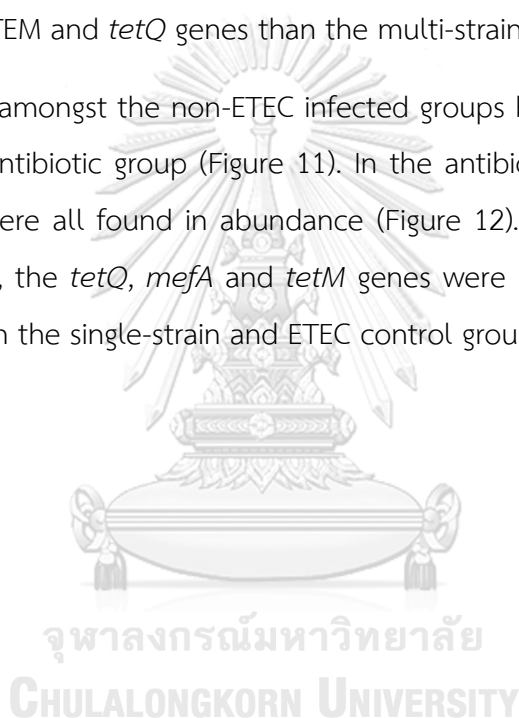 TEM and tetQ genes than the multi-strain
amongst the non-ETEC infected groups
ntibiotic group (Figure 11). In the antibio
ere all found in abundance (Figure 12).
, the tetQ, mefA and tetM genes were
n the single-strain and ETEC control grou
จุฬาลงกรณ์มหาวิทยาลัย
CHULALONGKORN UNIVERSITY